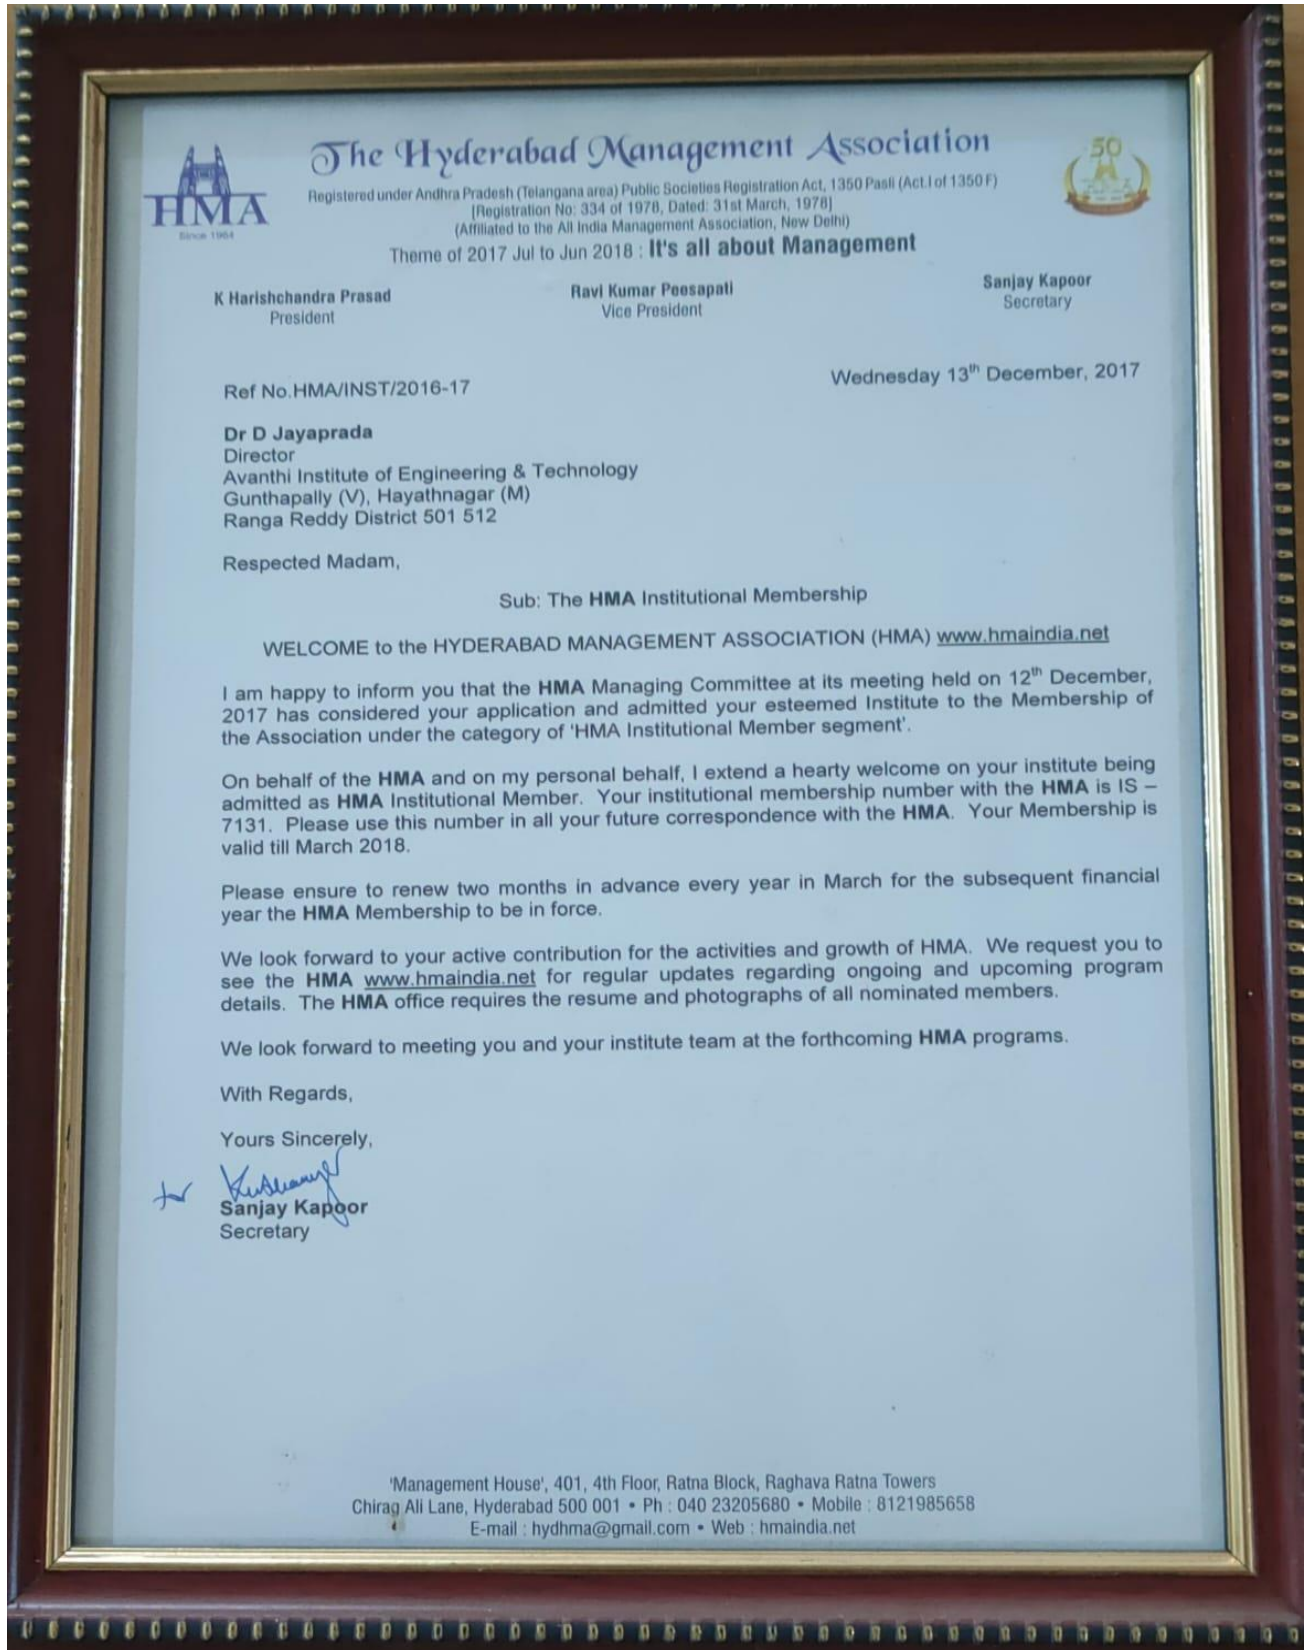 The Hyderabad Management Association
HMA
Since 1964
50
Registered under Andhra Pradesh (Telangana area) Public Societies Registration Act, 1350 Pasli (Act.I of 1350 F)
[Registration No: 334 of 1978, Dated: 31st March, 1978]
(Affiliated to the All India Management Association, New Delhi)
Theme of 2017 Jul to Jun 2018 : It's all about Management
K Harishchandra Prasad
President
Ravi Kumar Peesapati
Vice President
Sanjay Kapoor
Secretary
Ref No.HMA/INST/2016-17
Wednesday 13th December, 2017
Dr D Jayaprada
Director
Avanthi Institute of Engineering & Technology
Gunthapally (V), Hayathnagar (M)
Ranga Reddy District 501 512
Respected Madam,
Sub: The HMA Institutional Membership
WELCOME to the HYDERABAD MANAGEMENT ASSOCIATION (HMA) www.hmaindia.net
I am happy to inform you that the HMA Managing Committee at its meeting held on 12th December,
2017 has considered your application and admitted your esteemed Institute to the Membership of
the Association under the category of 'HMA Institutional Member segment'.
On behalf of the HMA and on my personal behalf, I extend a hearty welcome on your institute being
admitted as HMA Institutional Member. Your institutional membership number with the HMA is IS –
7131. Please use this number in all your future correspondence with the HMA. Your Membership is
valid till March 2018.
Please ensure to renew two months in advance every year in March for the subsequent financial
year the HMA Membership to be in force.
We look forward to your active contribution for the activities and growth of HMA. We request you to
see the HMA www.hmaindia.net for regular updates regarding ongoing and upcoming program
details. The HMA office requires the resume and photographs of all nominated members.
We look forward to meeting you and your institute team at the forthcoming HMA programs.
With Regards,
Yours Sincerely,
for
Sanjay Kapoor
Secretary
'Management House', 401, 4th Floor, Ratna Block, Raghava Ratna Towers
Chirag Ali Lane, Hyderabad 500 001 • Ph : 040 23205680 • Mobile : 8121985658
E-mail : hydhma@gmail.com • Web : hmaindia.net